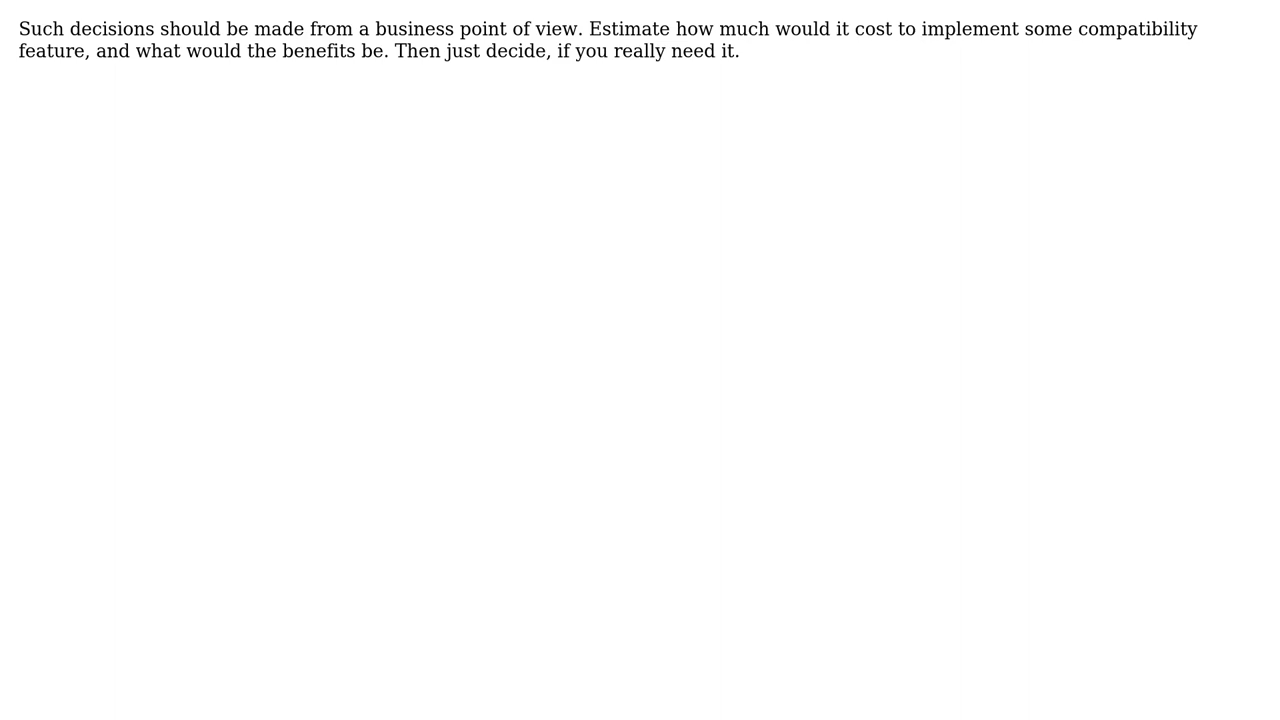 Such decisions should be made from a business point of view. Estimate how much would it cost to implement some compatibility
feature, and what would the benefits be. Then just decide, if you really need it.